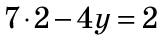 7 · 2 − 4y = 2